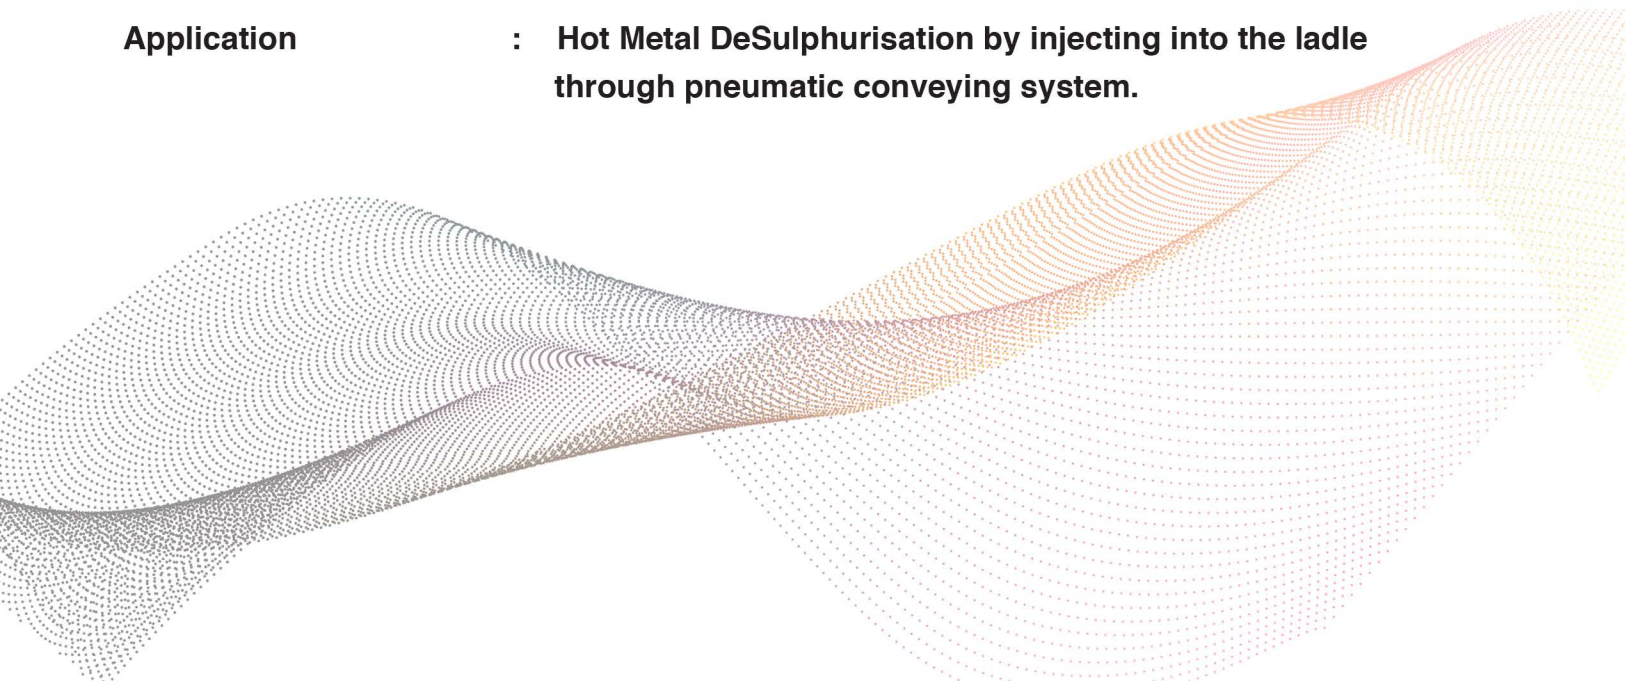 Application : Hot Metal DeSulphurisation by injecting into the ladle
through pneumatic conveying system.